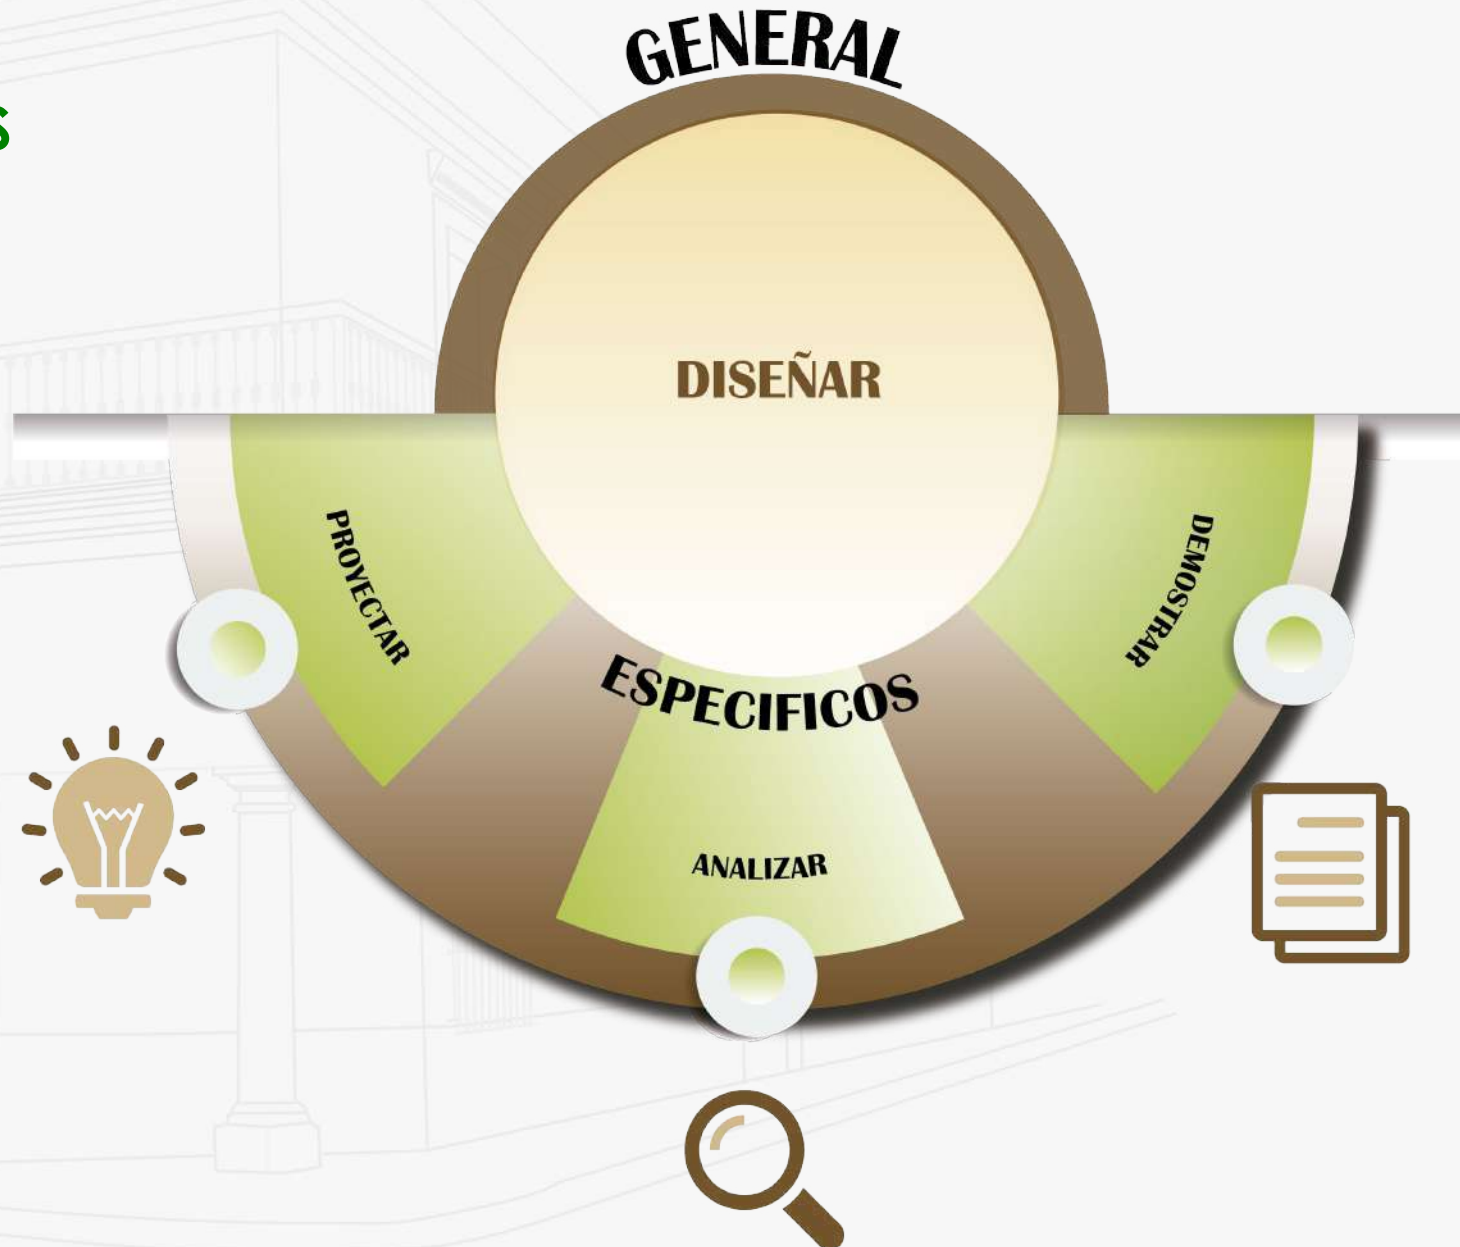 S
GENERAL
DISEÑAR
PROYECTAR
DEMOSTRAR
ESPECIFICOS
ANALIZAR